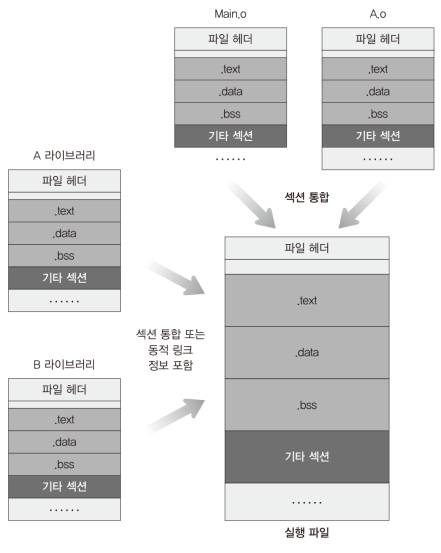 Main.o
파일 헤더
.text
.data
.bss
기타 섹션
......
A.o
파일 헤더
.text
.data
.bss
기타 섹션
......
A 라이브러리
파일 헤더
.text
.data
.bss
기타 섹션
......
섹션 통합
섹션 통합 또는
동적 링크
정보 포함
B 라이브러리
파일 헤더
.text
.data
.bss
기타 섹션
......
파일 헤더
.text
.data
.bss
기타 섹션
......
실행 파일